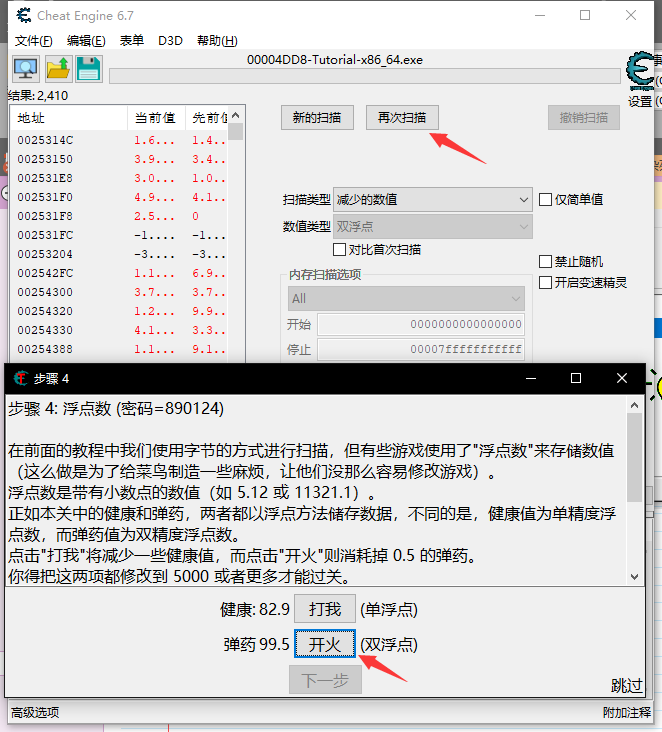 Cheat Engine 6.7
文件(F) 编辑(E) 表单 D3D 帮助(H)
00004DD8-Tutorial-x86_64.exe
结果:2,410
设置
地址 当前值 先前值
新的扫描 再次扫描 撤销扫描
0025314C 1.6... 1.4..
00253150 3.9... 3.4..
002531E8 3.0... 1.0..
002531F0 4.9... 4.1..
002531F8 2.5... 0
002531FC -1.... -1...
00253204 -3.... -3...
002542FC 1.1... 6.9..
00254300 3.7... 3.7..
00254320 1.2... 9.9..
00254330 4.1... 3.3..
00254388 1.1... 9.1..
扫描类型 减少的数值 仅简单值
数值类型 双浮点
对比首次扫描
禁止随机
开启变速精灵
内存扫描选项
All
开始 0000000000000000
停止 00007fffffffffff
步骤 4
步骤 4: 浮点数 (密码=890124)
在前面的教程中我们使用字节的方式进行扫描，但有些游戏使用了"浮点数"来存储数值
（这么做是为了给菜鸟制造一些麻烦，让他们没那么容易修改游戏）。
浮点数是带有小数点的数值（如 5.12 或 11321.1）。
正如本关中的健康和弹药，两者都以浮点方法储存数据，不同的是，健康值为单精度浮
点数，而弹药值为双精度浮点数。
点击"打我"将减少一些健康值，而点击"开火"则消耗掉 0.5 的弹药。
你得把这两项都修改到 5000 或者更多才能过关。
健康: 82.9 打我 (单浮点)
弹药 99.5 开火 (双浮点)
下一步
跳过
高级选项 附加注释